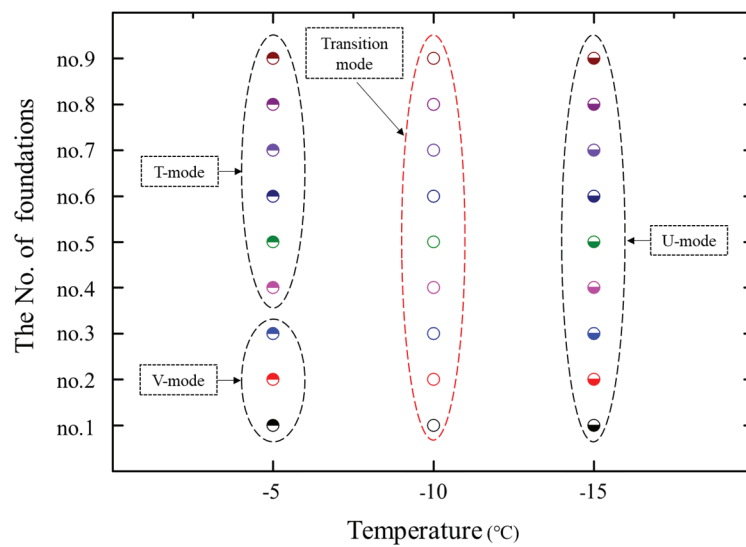 The No. of foundations
no.9
no.8
no.7
no.6
no.5
no.4
no.3
no.2
no.1
Transition
mode
T-mode
V-mode
U-mode
-5
-10
-15
Temperature (°C)